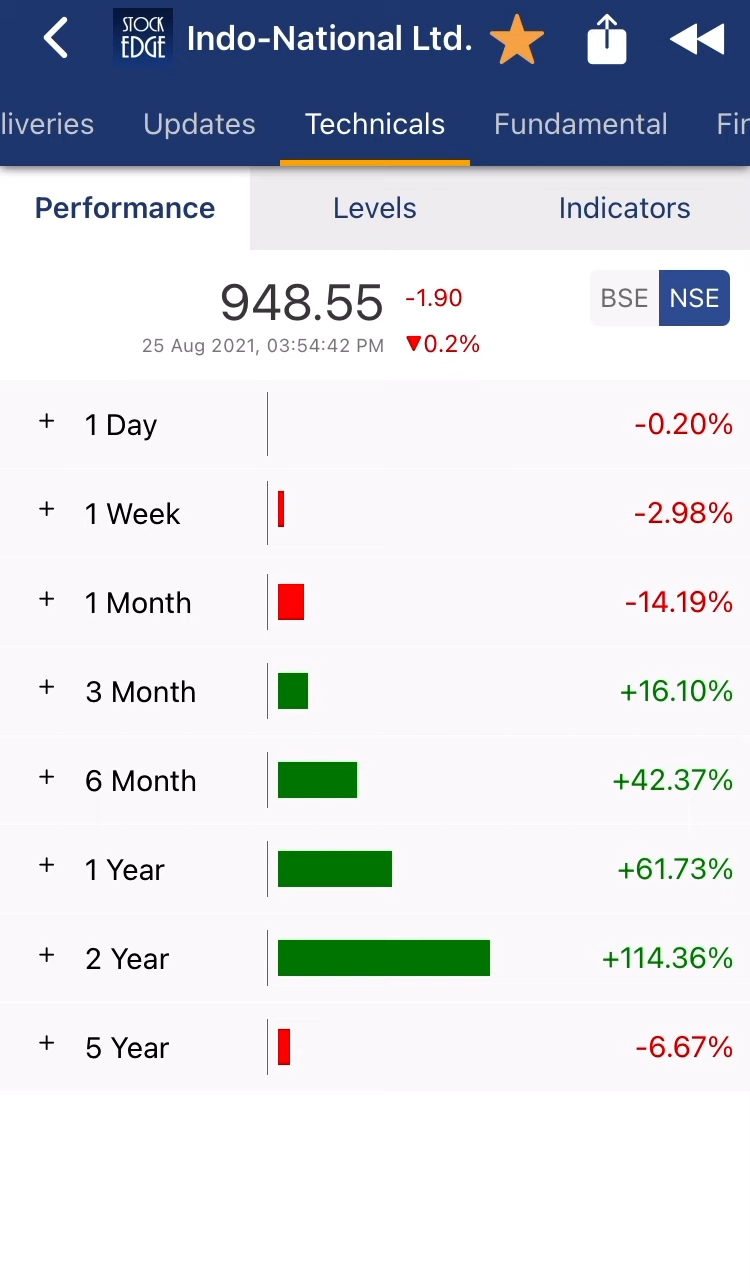 STOCK
EDGE
Indo-National Ltd.
liveries Updates Technicals Fundamental Fin
Performance Levels Indicators
948.55 -1.90 BSE NSE
25 Aug 2021, 03:54:42 PM ▼0.2%
+ 1 Day -0.20%
+ 1 Week -2.98%
+ 1 Month -14.19%
+ 3 Month +16.10%
+ 6 Month +42.37%
+ 1 Year +61.73%
+ 2 Year +114.36%
+ 5 Year -6.67%